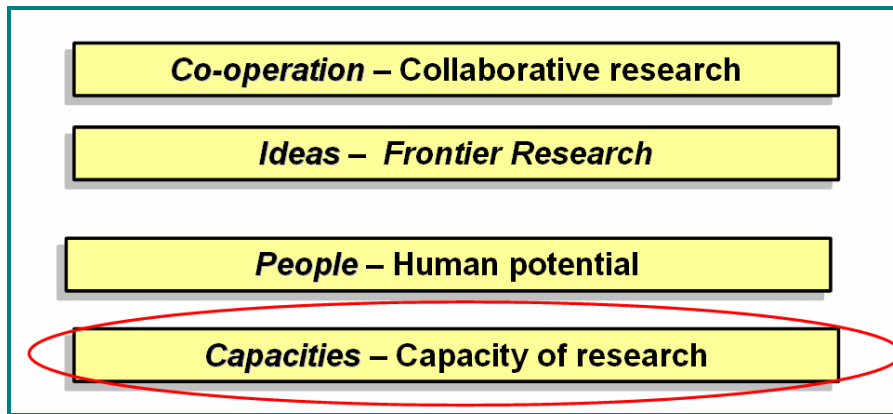 Co-operation – Collaborative research
Ideas – Frontier Research
People – Human potential
Capacities – Capacity of research